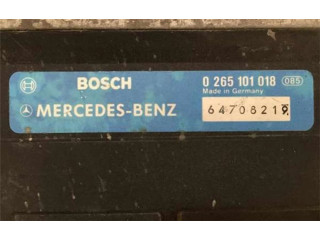 BOSCH 0 265 101 018 085
Made in Germany
MERCEDES-BENZ 64708219